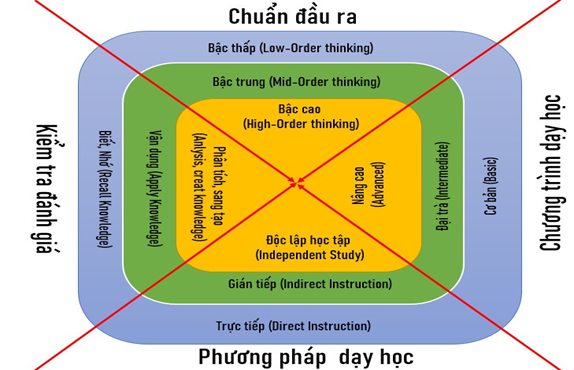 Chuẩn đầu ra
Bậc thấp (Low-Order thinking)
Bậc trung (Mid-Order thinking)
Bậc cao
(High-Order thinking)
Kiểm tra đánh giá
Biết, Nhớ (Recall Knowledge)
Vận dụng (Apply Knowledge)
Phân tích, sang tạo
(Anlysis, creat knowledge)
Nâng cao
(Advanced)
Đại trà (Intermediate)
Cơ bản (Basic)
Chương trình dạy học
Độc lập học tập
(Independent Study)
Gián tiếp (Indirect Instruction)
Trực tiếp (Direct Instruction)
Phương pháp dạy học